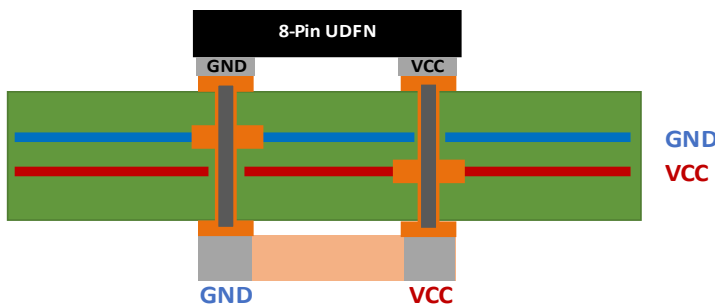 8-Pin UDFN
GND VCC
GND
VCC
GND VCC